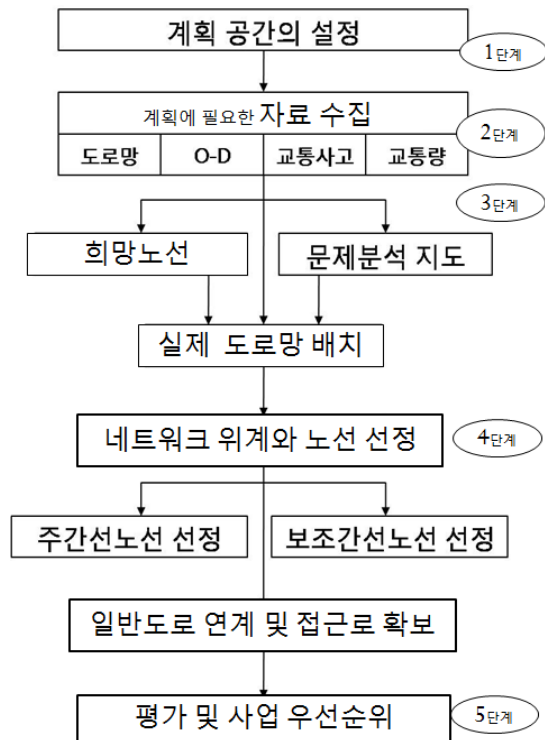 계획 공간의 설정
1단계
계획에 필요한 자료 수집
2단계
도로망 O-D 교통사고 교통량
3단계
희망노선 문제분석 지도
실제 도로망 배치
네트워크 위계와 노선 선정
4단계
주간선노선 선정 보조간선노선 선정
일반도로 연계 및 접근로 확보
평가 및 사업 우선순위
5단계